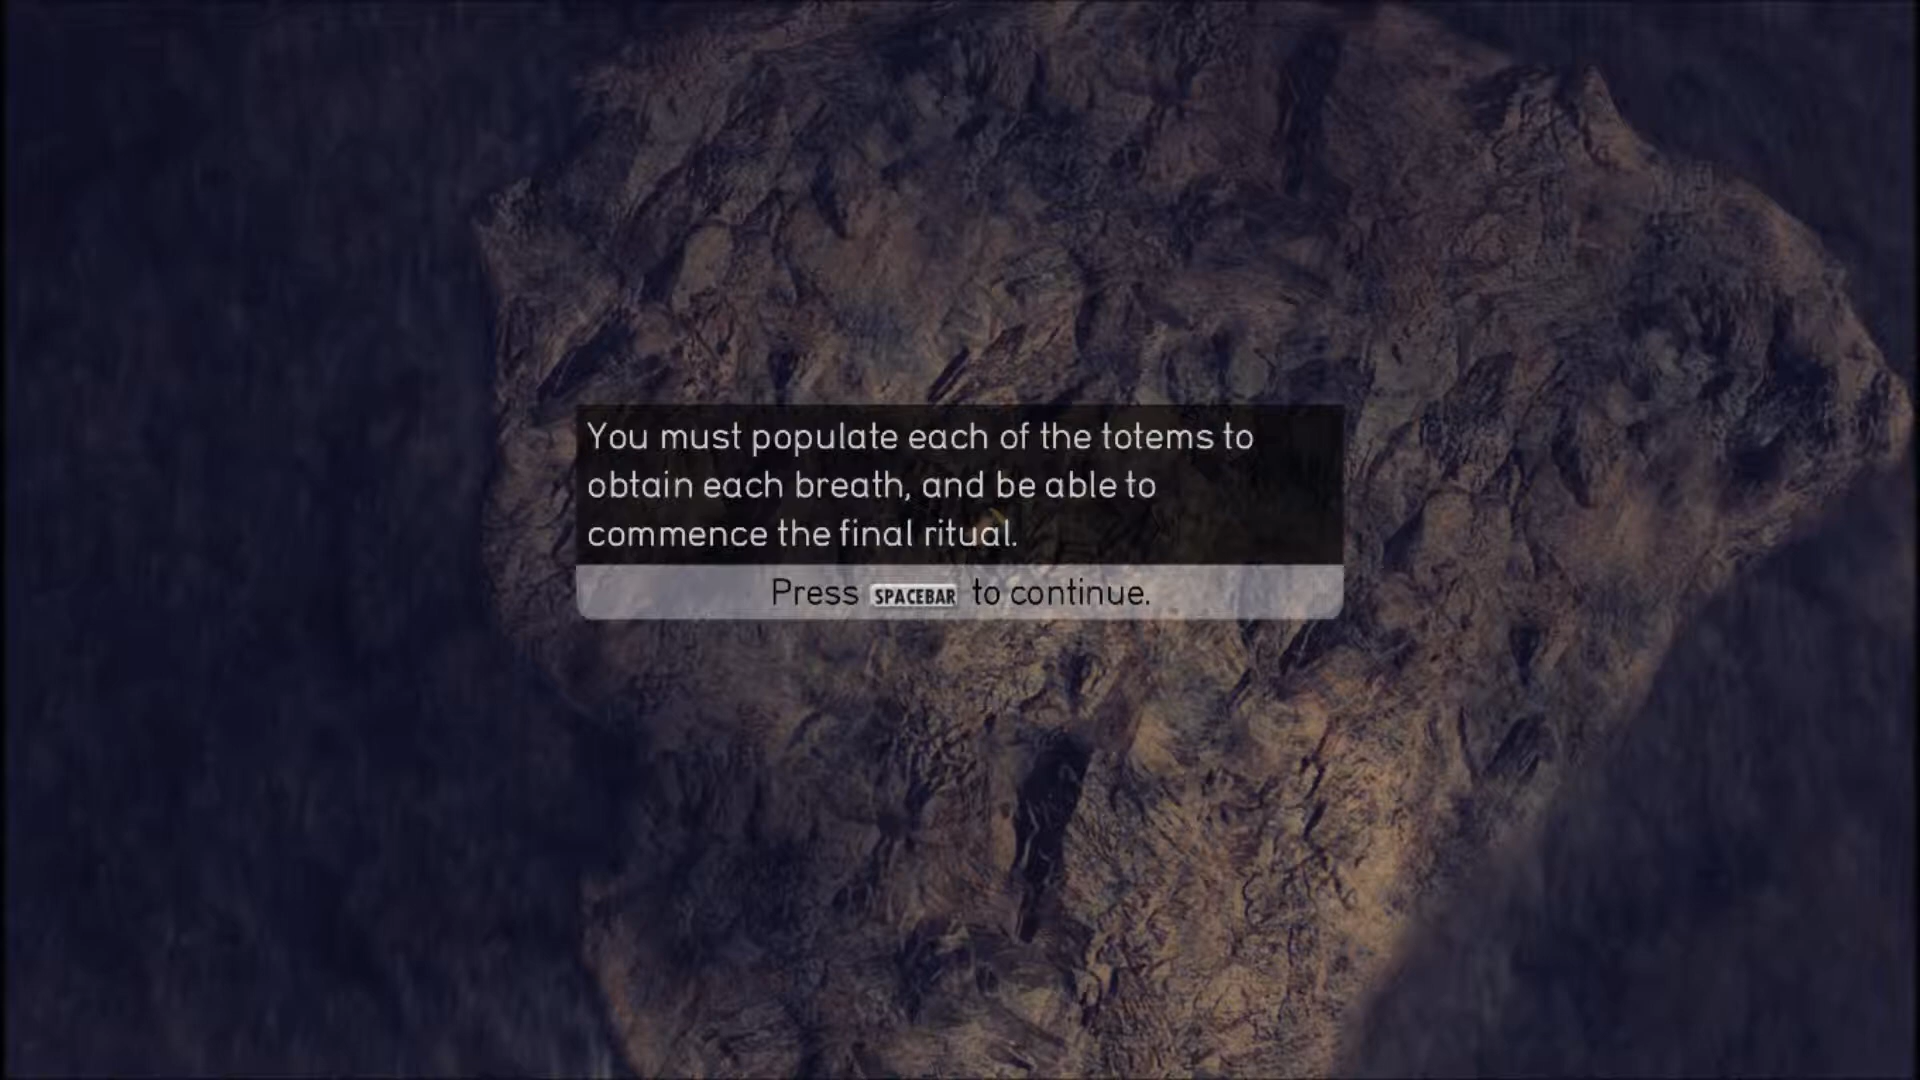 You must populate each of the totems to
obtain each breath, and be able to
commence the final ritual.
Press SPACEBAR to continue.